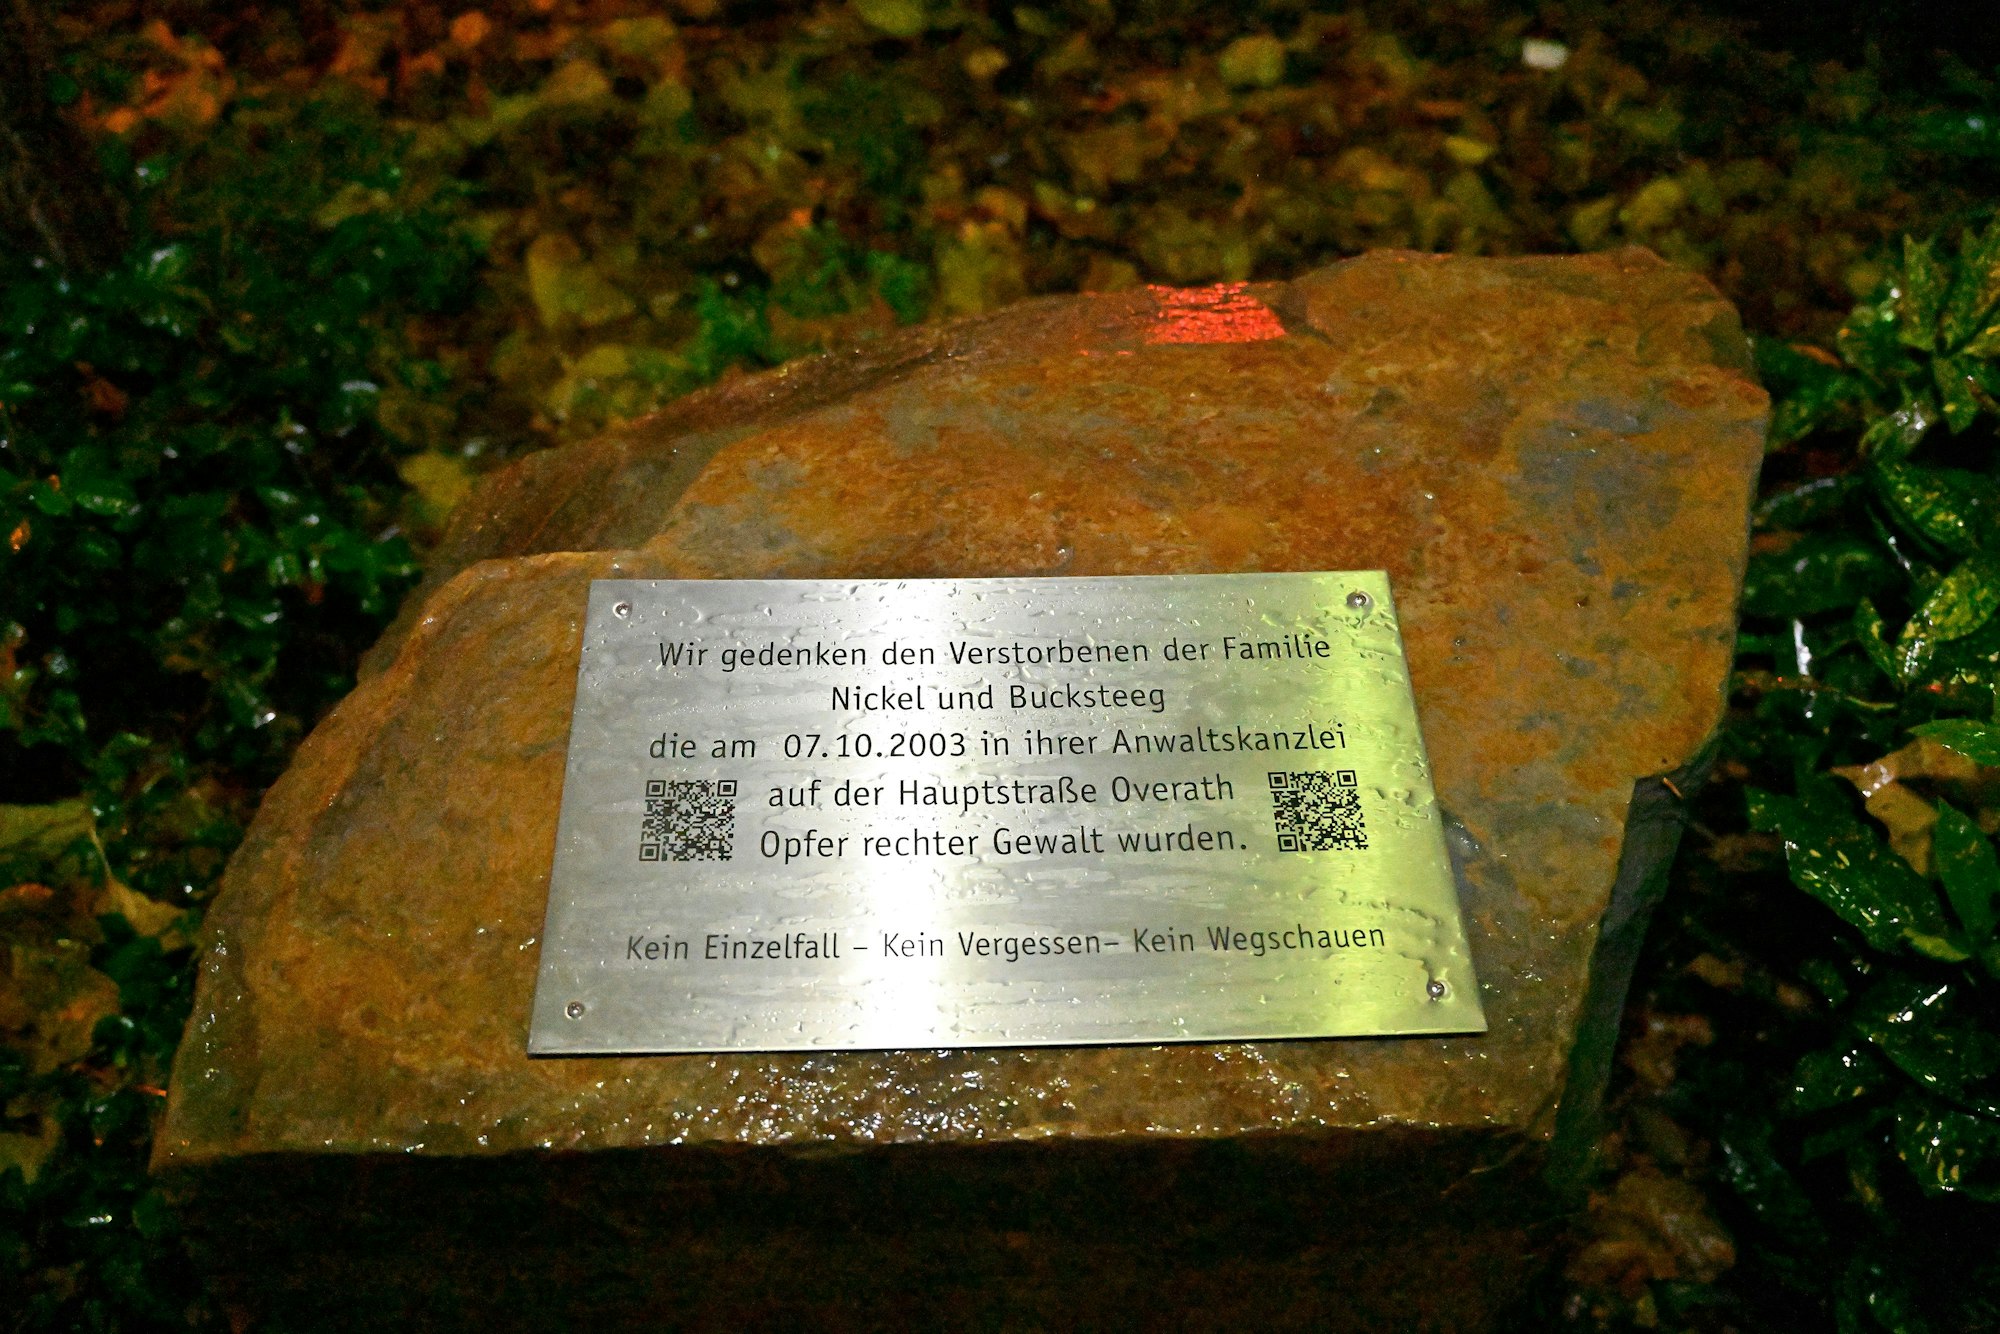 Wir gedenken den Verstorbenen der Familie
Nickel und Bucksteeg
die am 07.10.2003 in ihrer Anwaltskanzlei
auf der Hauptstraße Overath
Opfer rechter Gewalt wurden.
Kein Einzelfall – Kein Vergessen– Kein Wegschauen